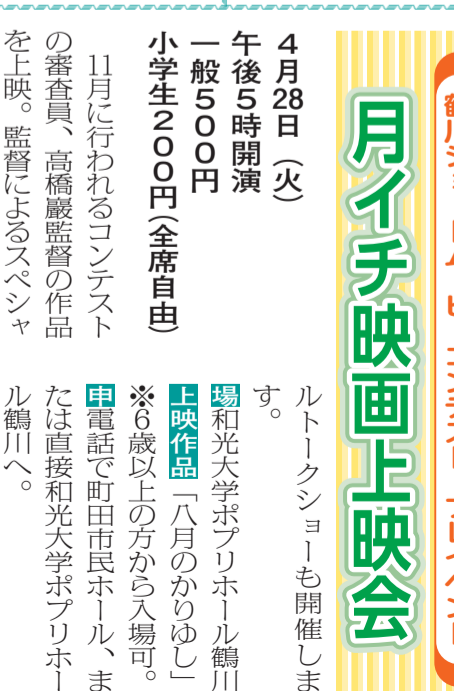 月イチ映画上映会
4月28日（火）
午後5時開演
一般500円
小学生200円(全席自由)
11月に行われるコンテスト
の審査員、高橋巖監督の作品
を上映。監督によるスペシャ
ルトークショーも開催しま
す。
場和光大学ポプリホール鶴川
上映作品「八月のかりゆし」
※6歳以上の方から入場可。
申電話で町田市民ホール、ま
たは直接和光大学ポプリホー
ル鶴川へ。